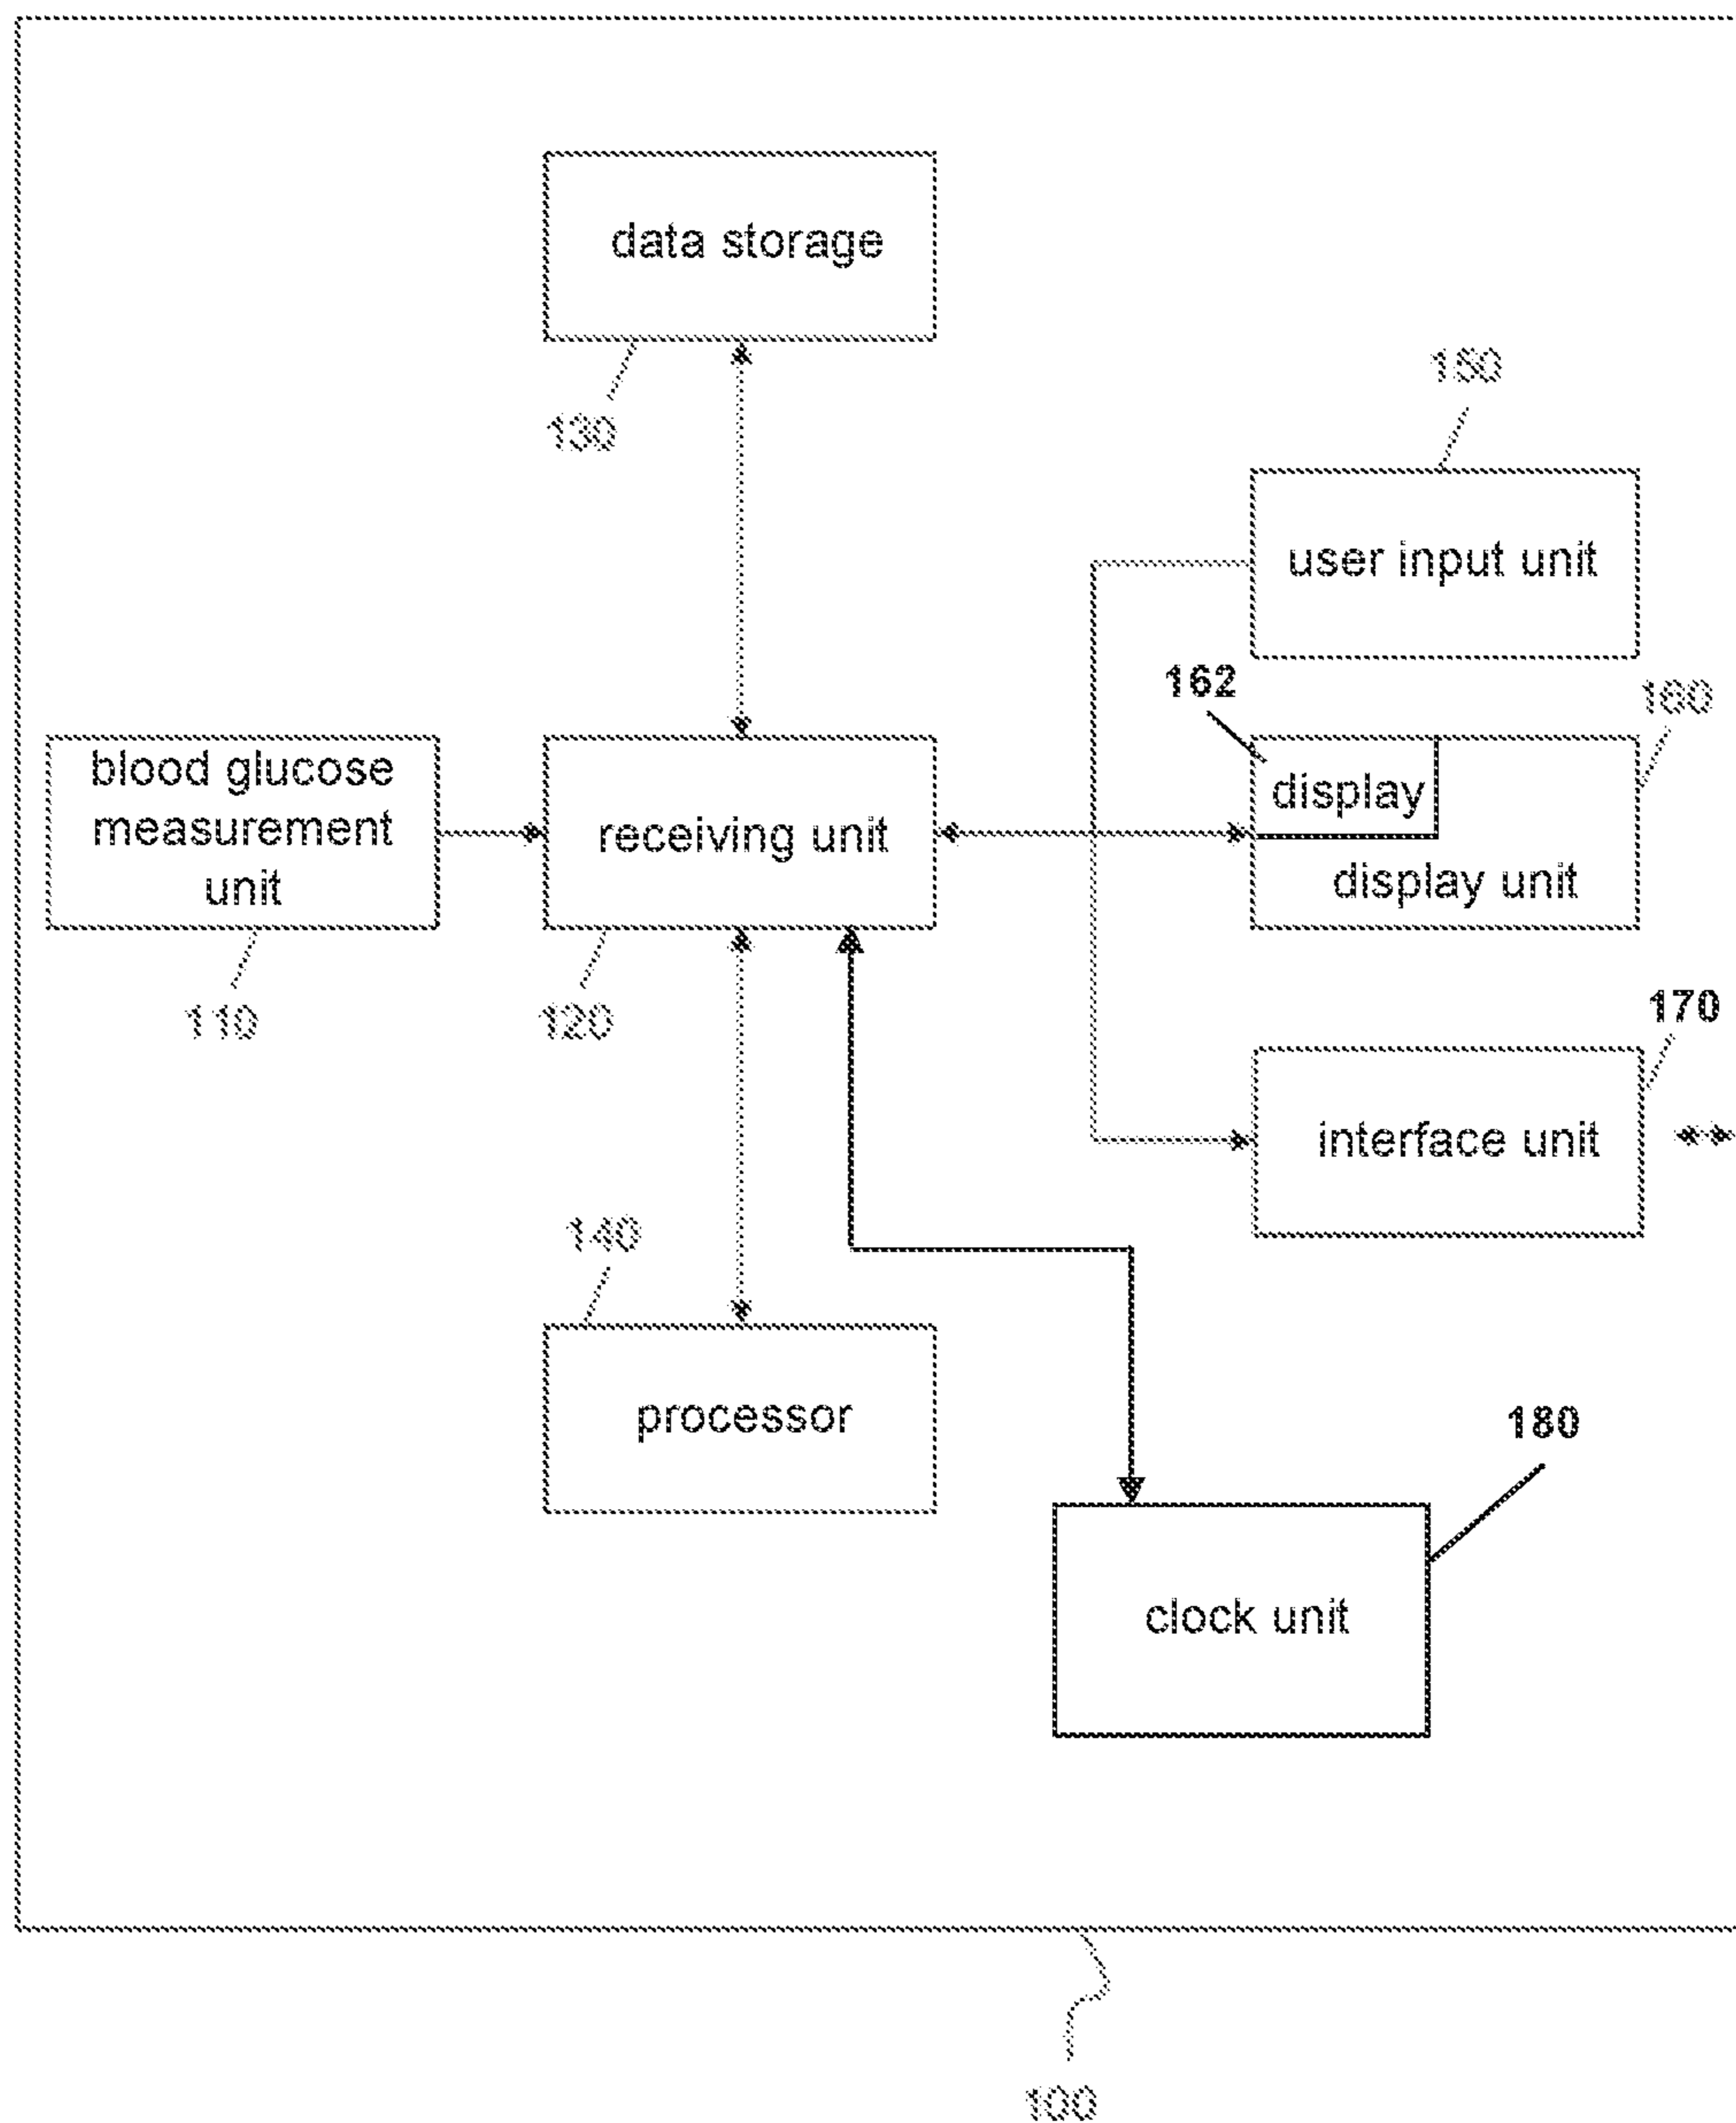 data storage
130
150
user input unit
162
160
display
display unit
blood glucose
measurement
unit
receiving unit
110
120
170
interface unit
140
processor
180
clock unit
100